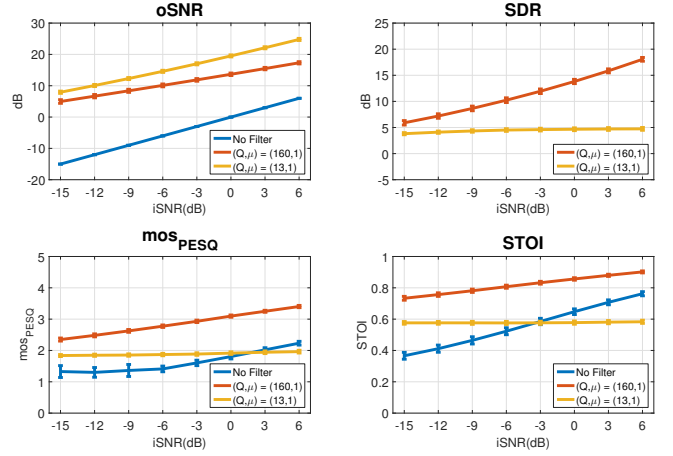 oSNR
30
20
10
0
-10
-20
dB
-15 -12 -9 -6 -3 0 3 6
iSNR(dB)
No Filter
(Q,μ) = (160,1)
(13,1)
(Q,μ) = (13,1)
SDR
25
20
15
10
5
0
-5
dB
-15 -12 -9 -6 -3 0 3 6
iSNR(dB)
No Filter
(Q,μ) = (160,1)
(Q,μ) = (13,1)
mosPESQ
5
4
3
2
1
0
mosPESQ
-15 -12 -9 -6 -3 0 3 6
iSNR(dB)
No Filter
(Q,μ) = (160,1)
(Q,μ) = (13,1)
STOI
1
0.8
0.6
0.4
0.2
0
STOI
-15 -12 -9 -6 -3 0 3 6
iSNR(dB)
No Filter
(Q,μ) = (160,1)
(Q,μ) = (13,1)